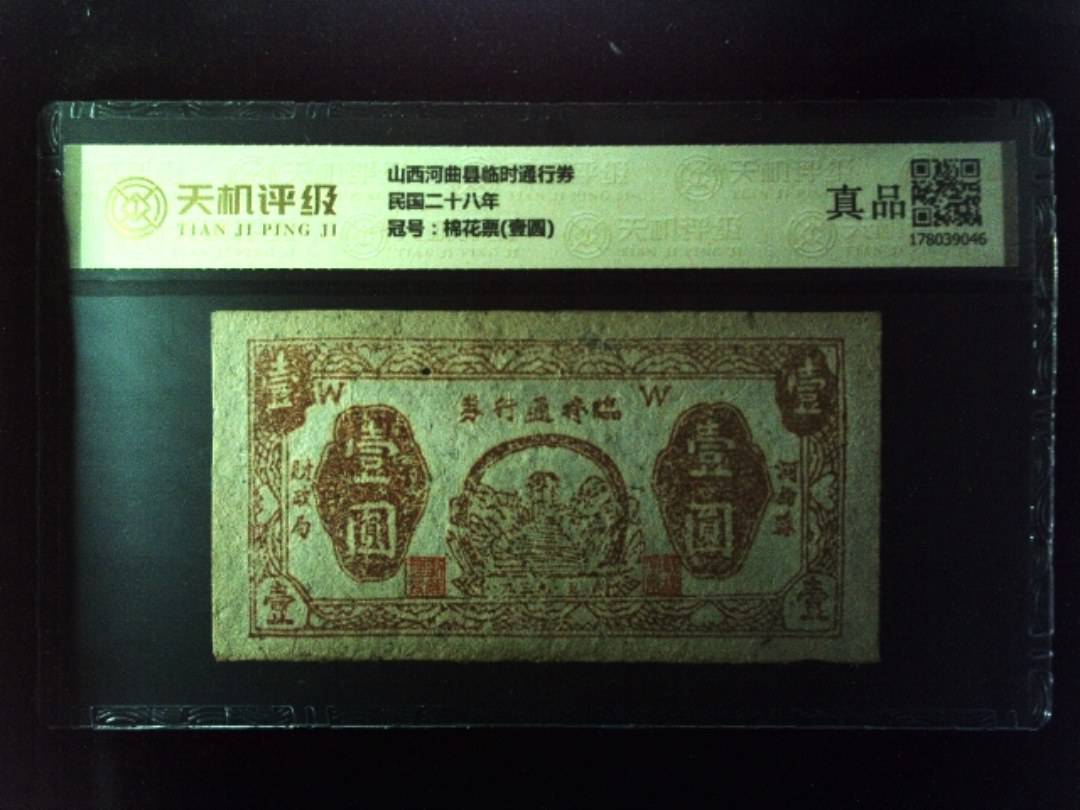 天机评级
TIAN JI PING JI
山西河曲县临时通行券
民国二十八年
冠号：棉花票(壹圆)
真品
178039046
壹
W
券行通時臨
W
壹
財政局
壹圓
壹圓
河曲縣
壹
壹